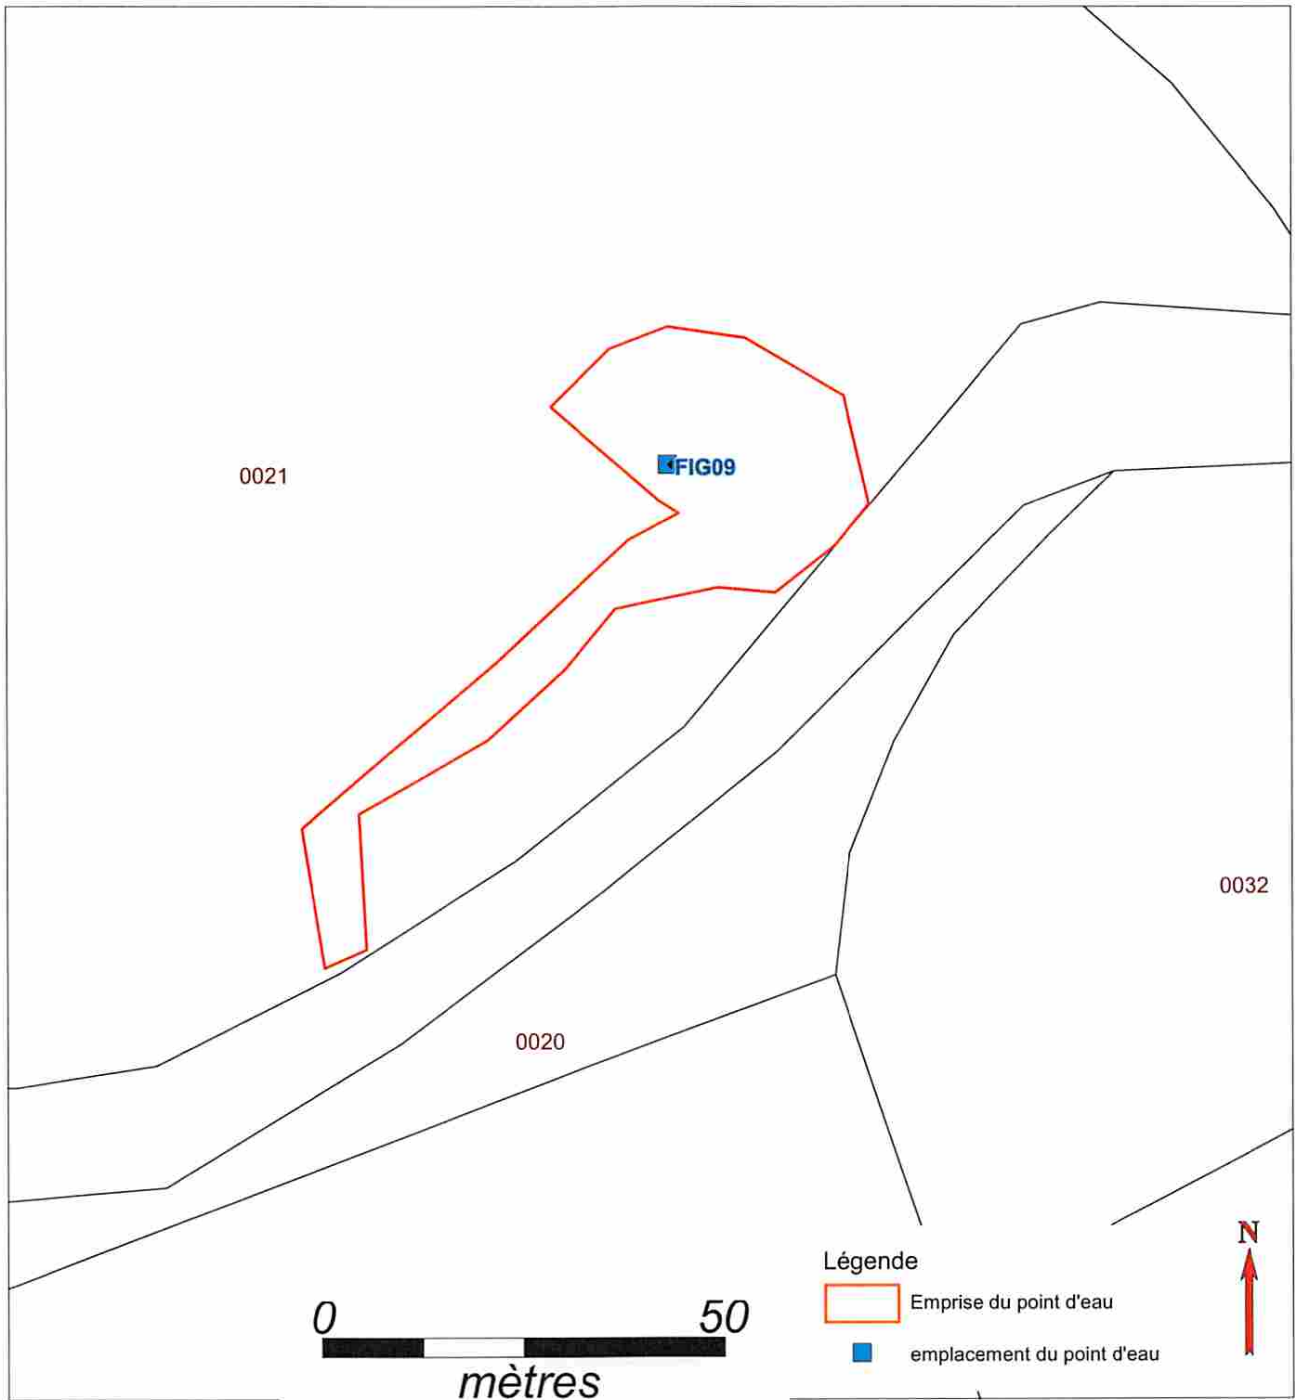 FIG09
0021
0032
0020
N
Légende
Emprise du point d'eau
emplacement du point d'eau
0 50
mètres